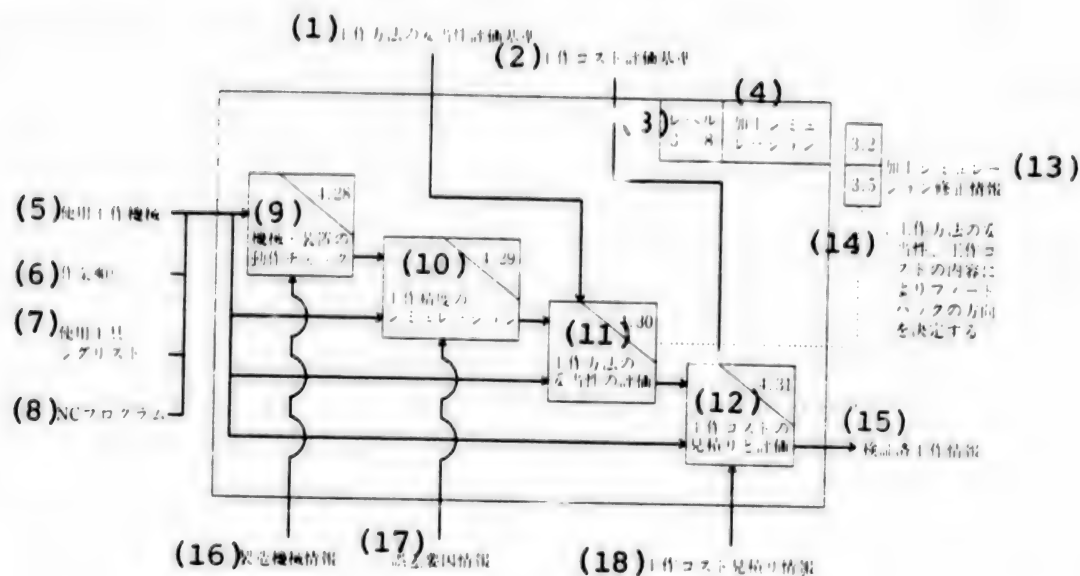 (1) 工作方法の妥当性評価基準
(2) 工作コスト評価基準
(3) レベル
3 8
(4)
加工シミュ
レーション
3.2
3.5
(13)
加工シミュレー
ション修正情報
(14)
工作方法の妥
当性、工作コ
ストの内容に
よりフィード
バックの方向
を決定する
(5) 使用工作機械
(6)
(7) 使用工具
ングリスト
(8) NCプログラム
4.28
(9)
機械・装置の
動作チェック
4.29
(10)
工作精度の
シミュレーション
4.30
(11)
工作方法の
妥当性の評価
4.31
(12)
工作コストの
見積りと評価
(15)
検証済工作情報
(16) 製造機械情報
(17) 誤差要因情報
(18) 工作コスト見積り情報